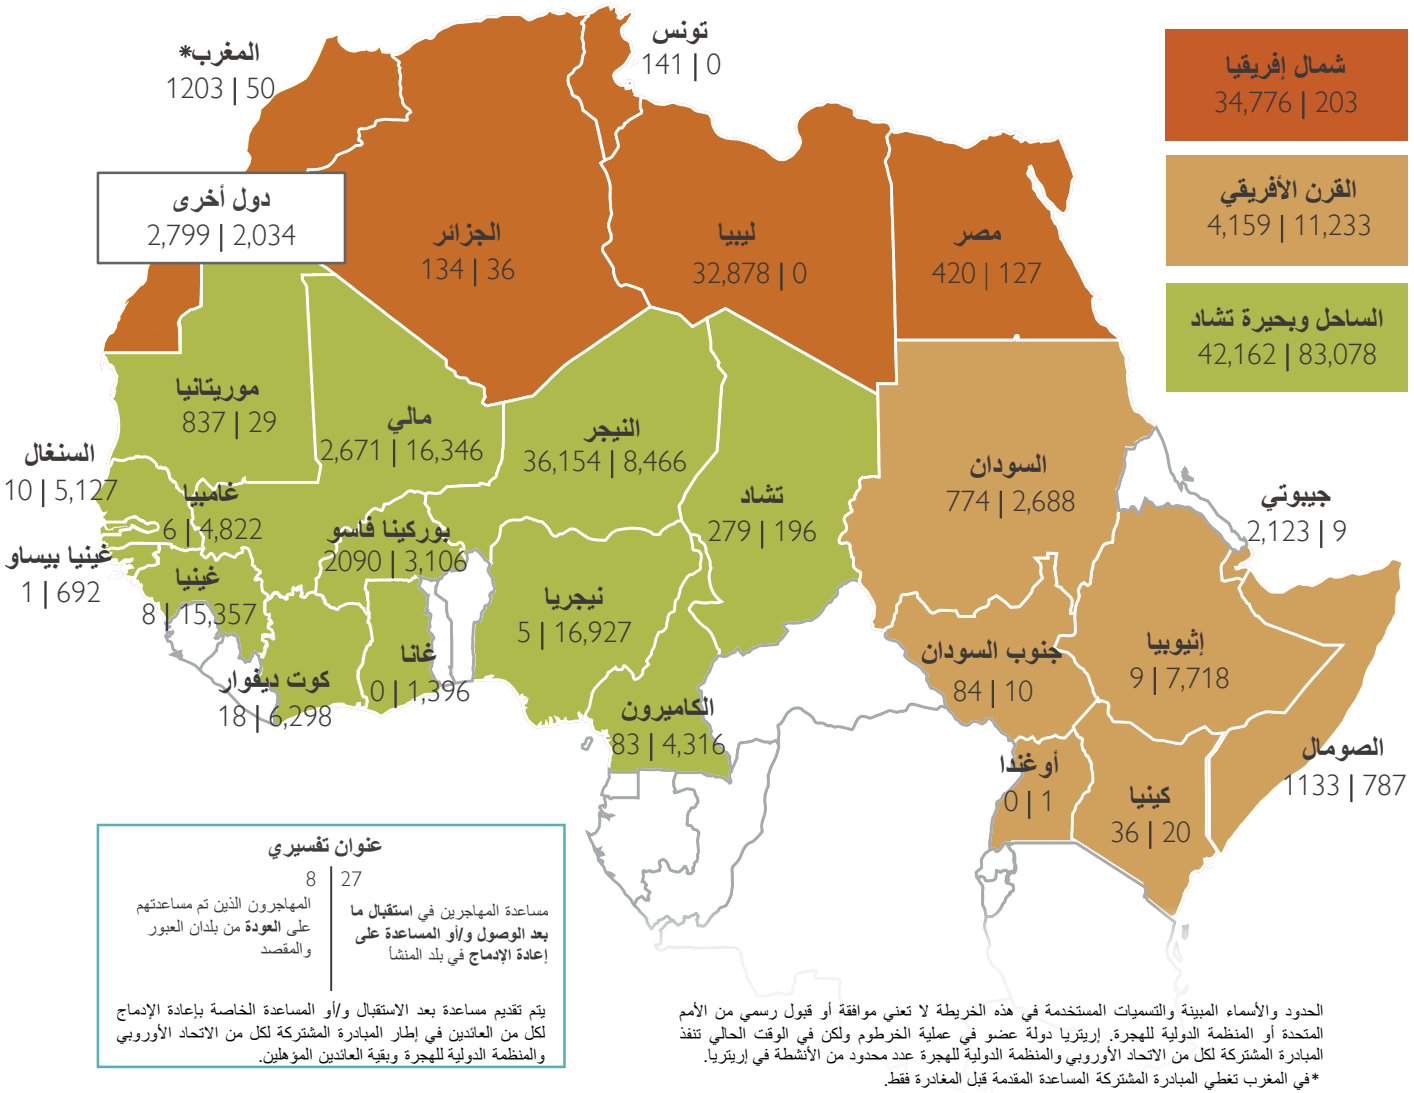 تونس
141 | 0
المغرب*
1203 | 50
شمال إفريقيا
34,776 | 203
القرن الأفريقي
4,159 | 11,233
الساحل وبحيرة تشاد
42,162 | 83,078
دول أخرى
2,799 | 2,034
الجزائر
134 | 36
ليبيا
32,878 | 0
مصر
420 | 127
موريتانيا
837 | 29
مالي
2,671 | 16,346
النيجر
36,154 | 8,466
السودان
774 | 2,688
السنغال
10 | 5,127
غامبيا
6 | 4,822
بوركينا فاسو
2090 | 3,106
تشاد
279 | 196
جيبوتي
2,123 | 9
غينيا بيساو
1 | 692
غينيا
8 | 15,357
نيجريا
5 | 16,927
إثيوبيا
9 | 7,718
جنوب السودان
84 | 10
غانا
0 | 1,396
كوت ديفوار
18 | 6,298
الكاميرون
83 | 4,316
الصومال
1133 | 787
أوغندا
0 | 1
كينيا
36 | 20
عنوان تفسيري
8 | 27
مساعدة المهاجرين في استقبال ما
بعد الوصول و/أو المساعدة على
إعادة الإدماج في بلد المنشأ
المهاجرون الذين تم مساعدتهم
على العودة من بلدان العبور
والمقصد
يتم تقديم مساعدة بعد الاستقبال و/أو المساعدة الخاصة بإعادة الإدماج
لكل من العائدين في إطار المبادرة المشتركة لكل من الاتحاد الأوروبي
والمنظمة الدولية للهجرة وبقية العائدين المؤهلين.
الحدود والأسماء المبينة والتسميات المستخدمة في هذه الخريطة لا تعني موافقة أو قبول رسمي من الأمم
المتحدة أو المنظمة الدولية للهجرة. إريتريا دولة عضو في عملية الخرطوم ولكن في الوقت الحالي تنفذ
المبادرة المشتركة لكل من الاتحاد الأوروبي والمنظمة الدولية للهجرة عدد محدود من الأنشطة في إريتريا.
*في المغرب تغطي المبادرة المشتركة المساعدة المقدمة قبل المغادرة فقط.